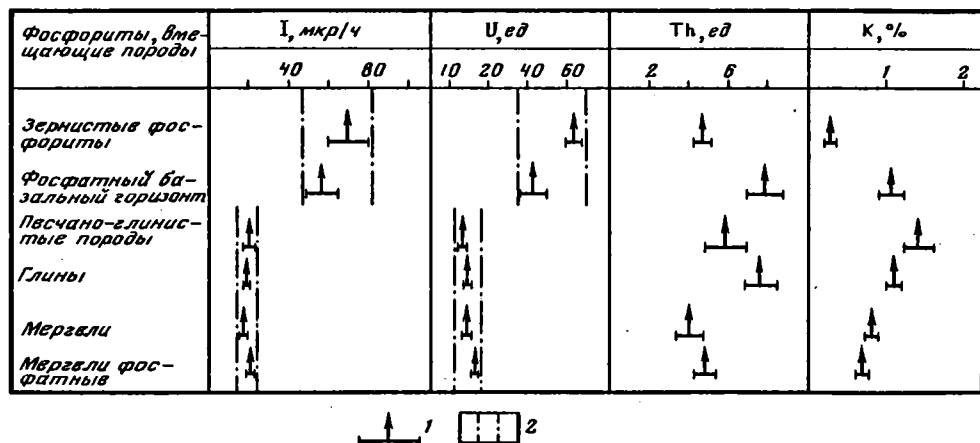 Фосфориты, вме-
щающие породы
I, мкр/ч
U, ед
Th, ед
K, %
40 80
10 20 40 60
2 6
1 2
Зернистые фос-
фориты
Фосфатный ба-
зальный горизонт
Песчано-глинис-
тые породы
Глины
Мергели
Мергели фос-
фатные
1 2